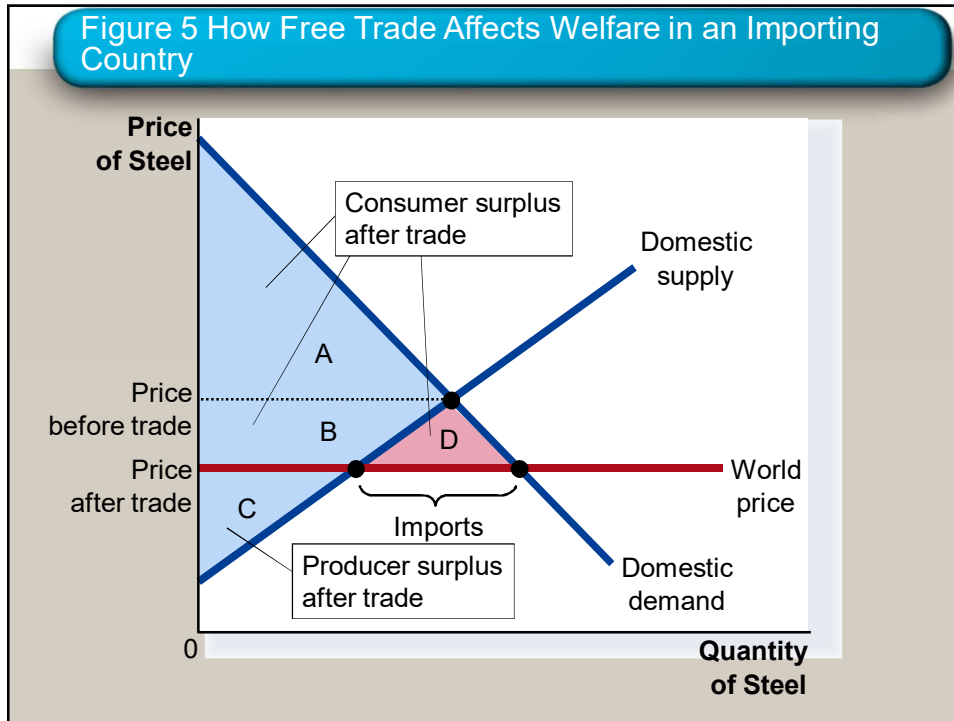 Figure 5 How Free Trade Affects Welfare in an Importing
Country
Price
of Steel
Consumer surplus
after trade
Domestic
supply
A
Price
before trade
B
D
Price
after trade
World
price
C
Imports
Producer surplus
after trade
Domestic
demand
0
Quantity
of Steel